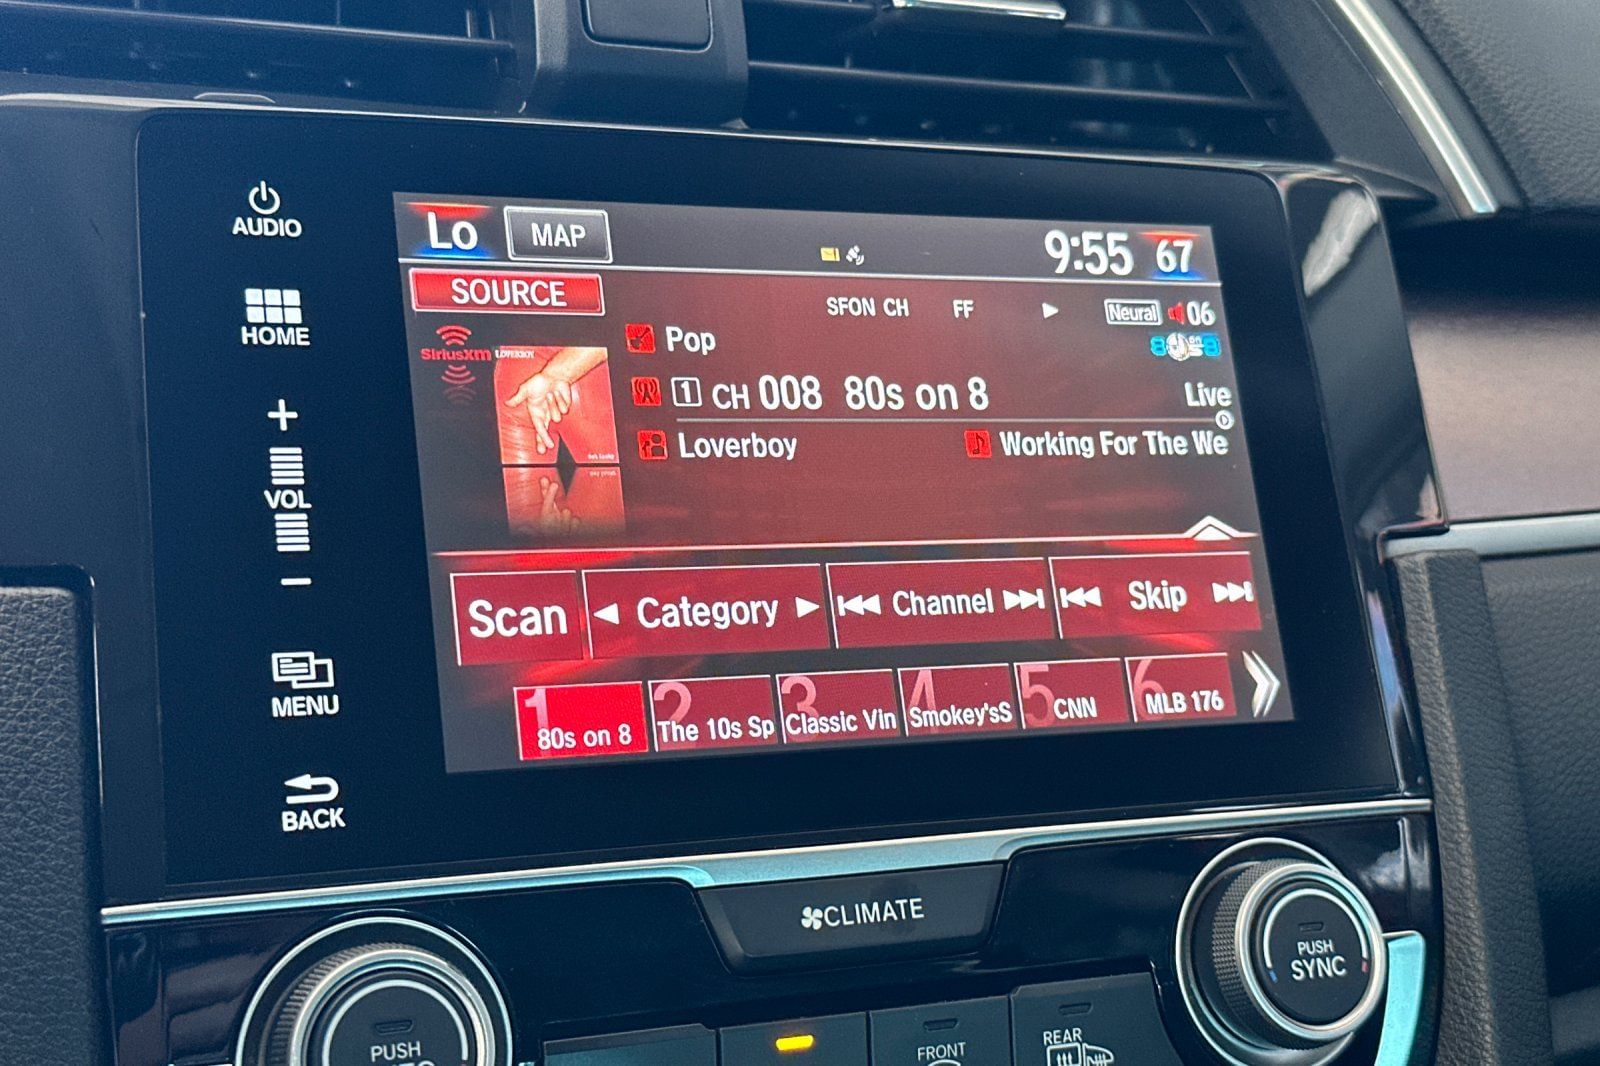 AUDIO
HOME
+
VOL
−
MENU
BACK
Lo
MAP
9:55
67
SOURCE
SFON CH
FF
Neural
06
SiriusXM
LOVERBOY
Pop
80s on 8
1 CH 008 80s on 8
Live
Loverboy
Working For The We
Scan
Category
Channel
Skip
1 80s on 8
2 The 10s Sp
3 Classic Vin
4 Smokey'sS
5 CNN
6 MLB 176
CLIMATE
PUSH
SYNC
PUSH
FRONT
REAR